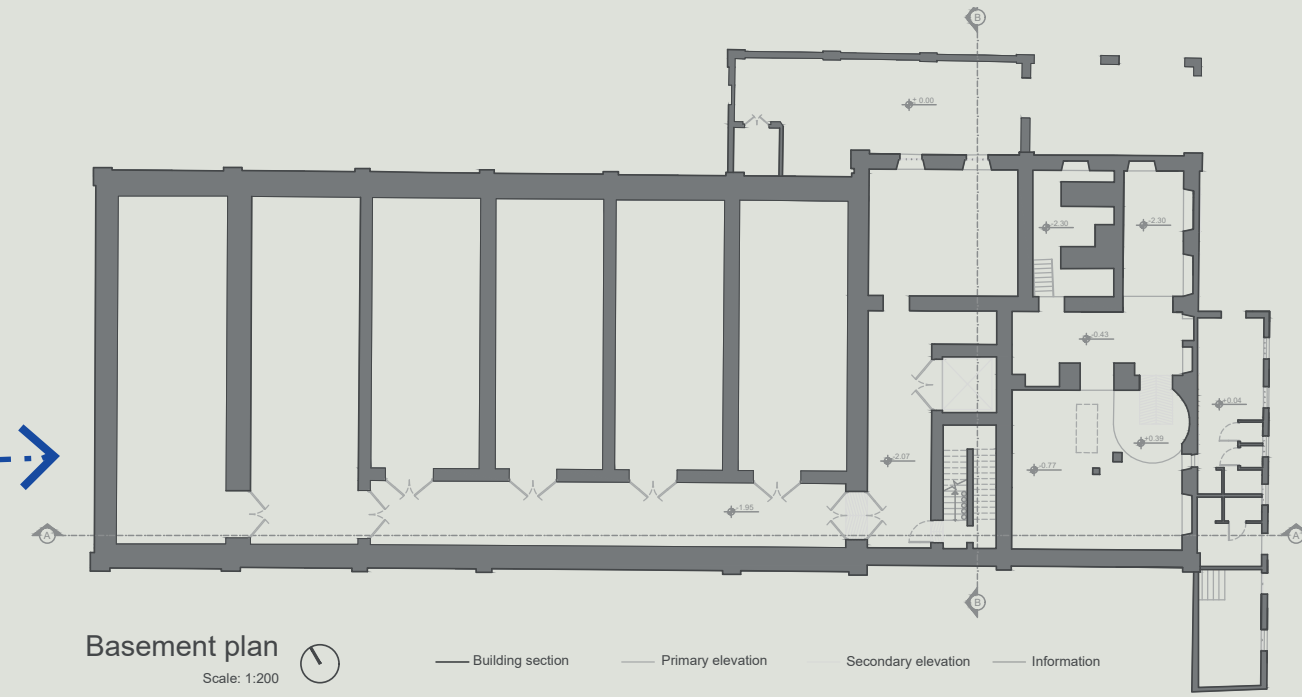 B
+ 0.00
-2.30
-2.30
-0.43
+0.04
+0.39
-2.07
-0.77
-1.95
A
A
B
Basement plan
Scale: 1:200
Building section
Primary elevation
Secondary elevation
Information